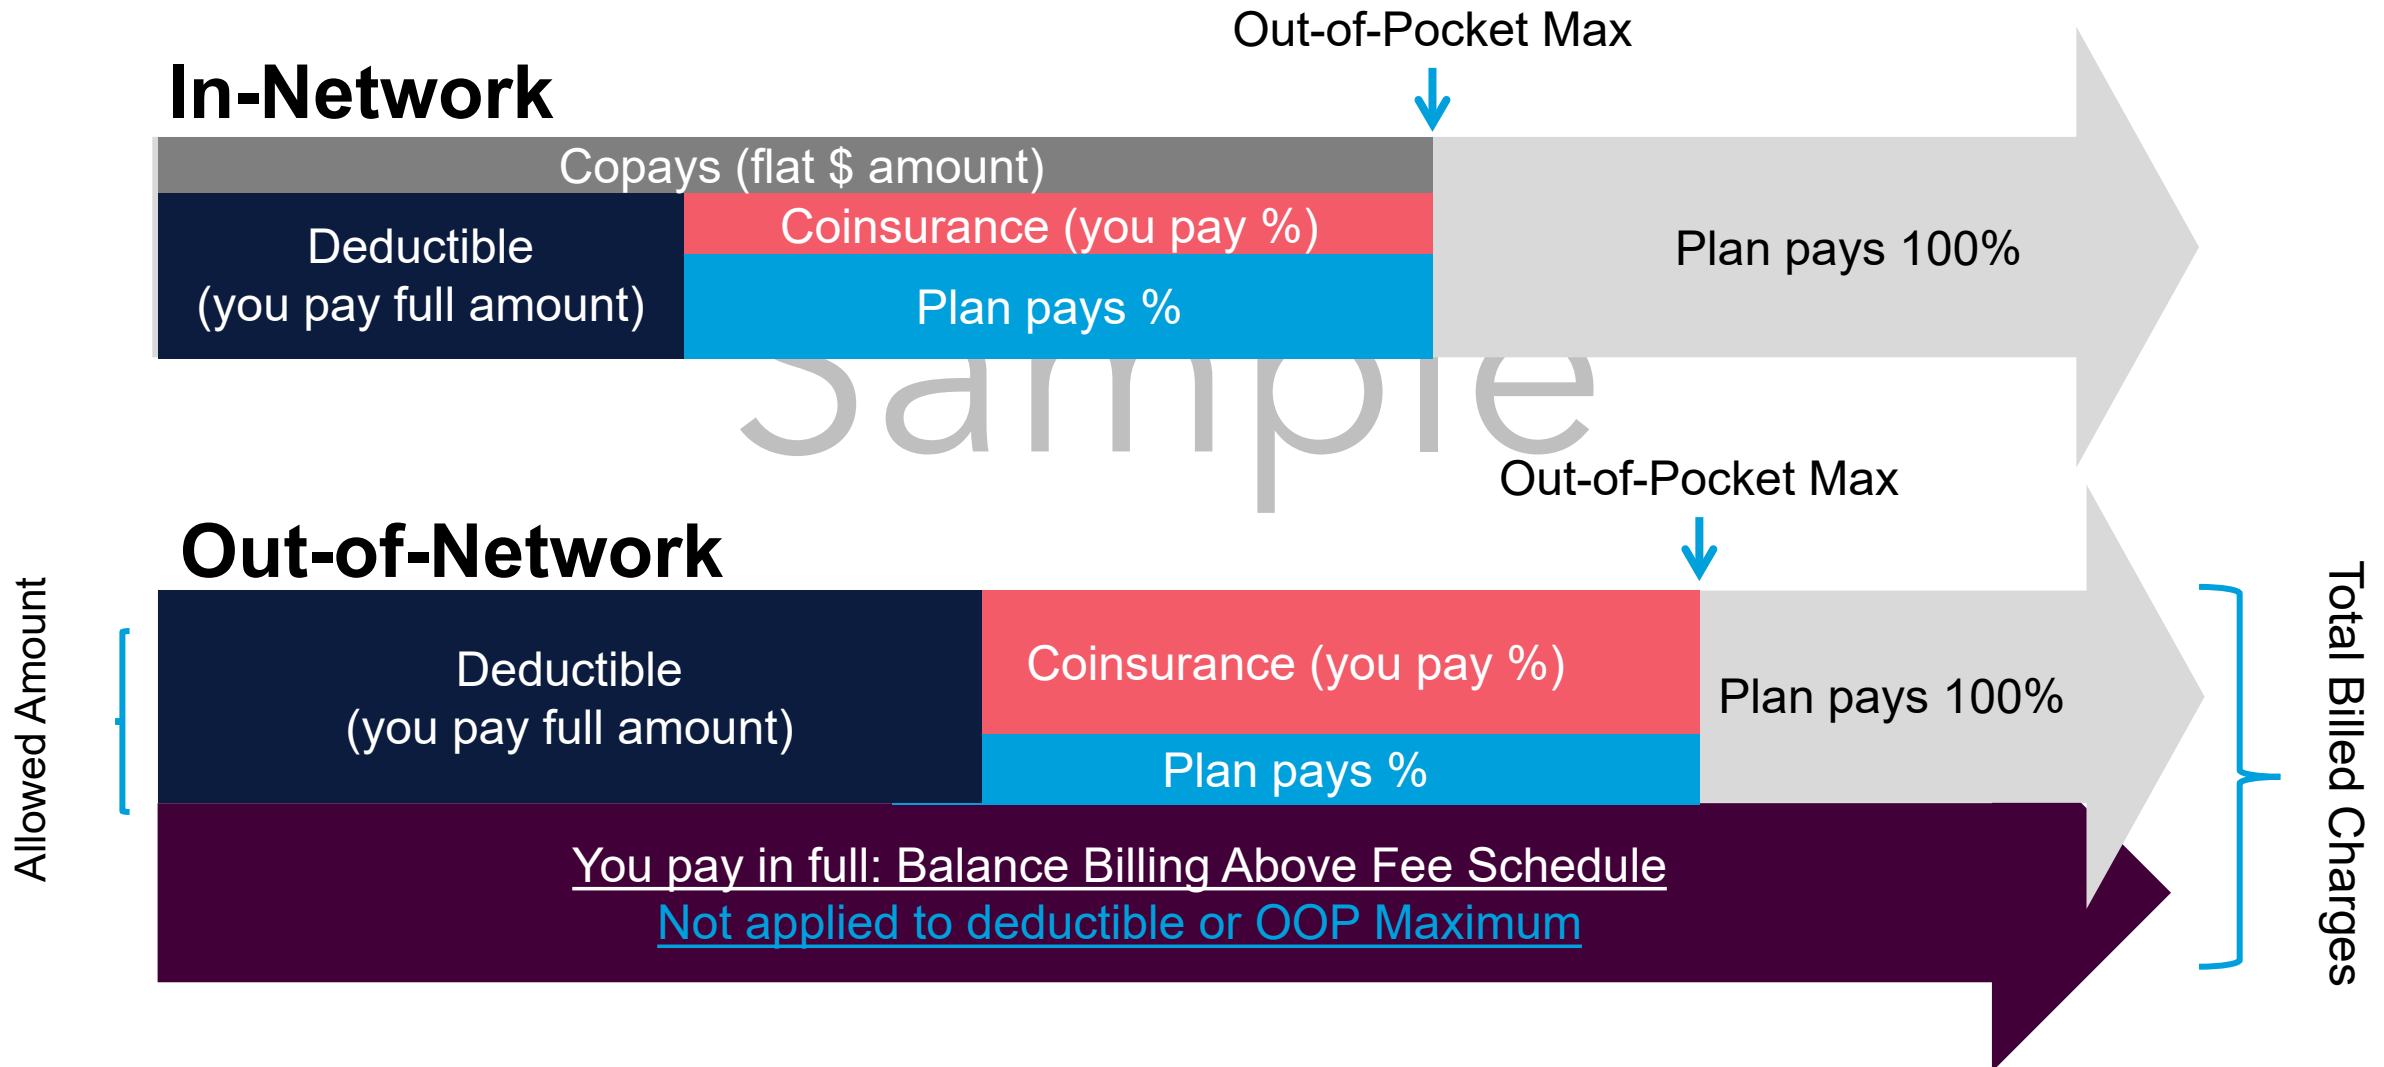 Out-of-Pocket Max
In-Network
Copays (flat $ amount)
Deductible
(you pay full amount)
Coinsurance (you pay %)
Plan pays %
Plan pays 100%
Sample
Out-of-Pocket Max
Out-of-Network
Allowed Amount
Deductible
(you pay full amount)
Coinsurance (you pay %)
Plan pays %
Plan pays 100%
Total Billed Charges
You pay in full: Balance Billing Above Fee Schedule
Not applied to deductible or OOP Maximum